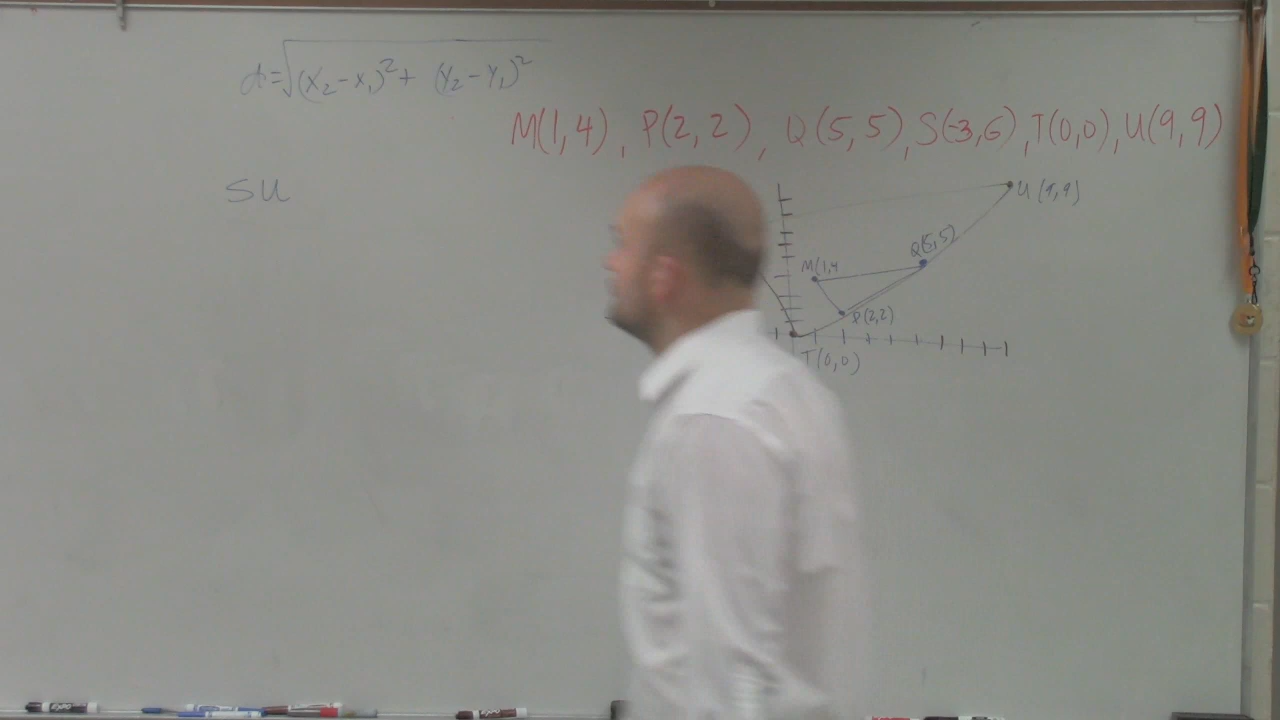 d=√(x₂-x₁)²+ (y₂-y₁)²
M(1,4), P(2,2), Q(5,5), S(-3,6), T(0,0), U(9,9)
SU
U(9,9)
Q(5,5)
M(1,4
P(2,2)
T(0,0)